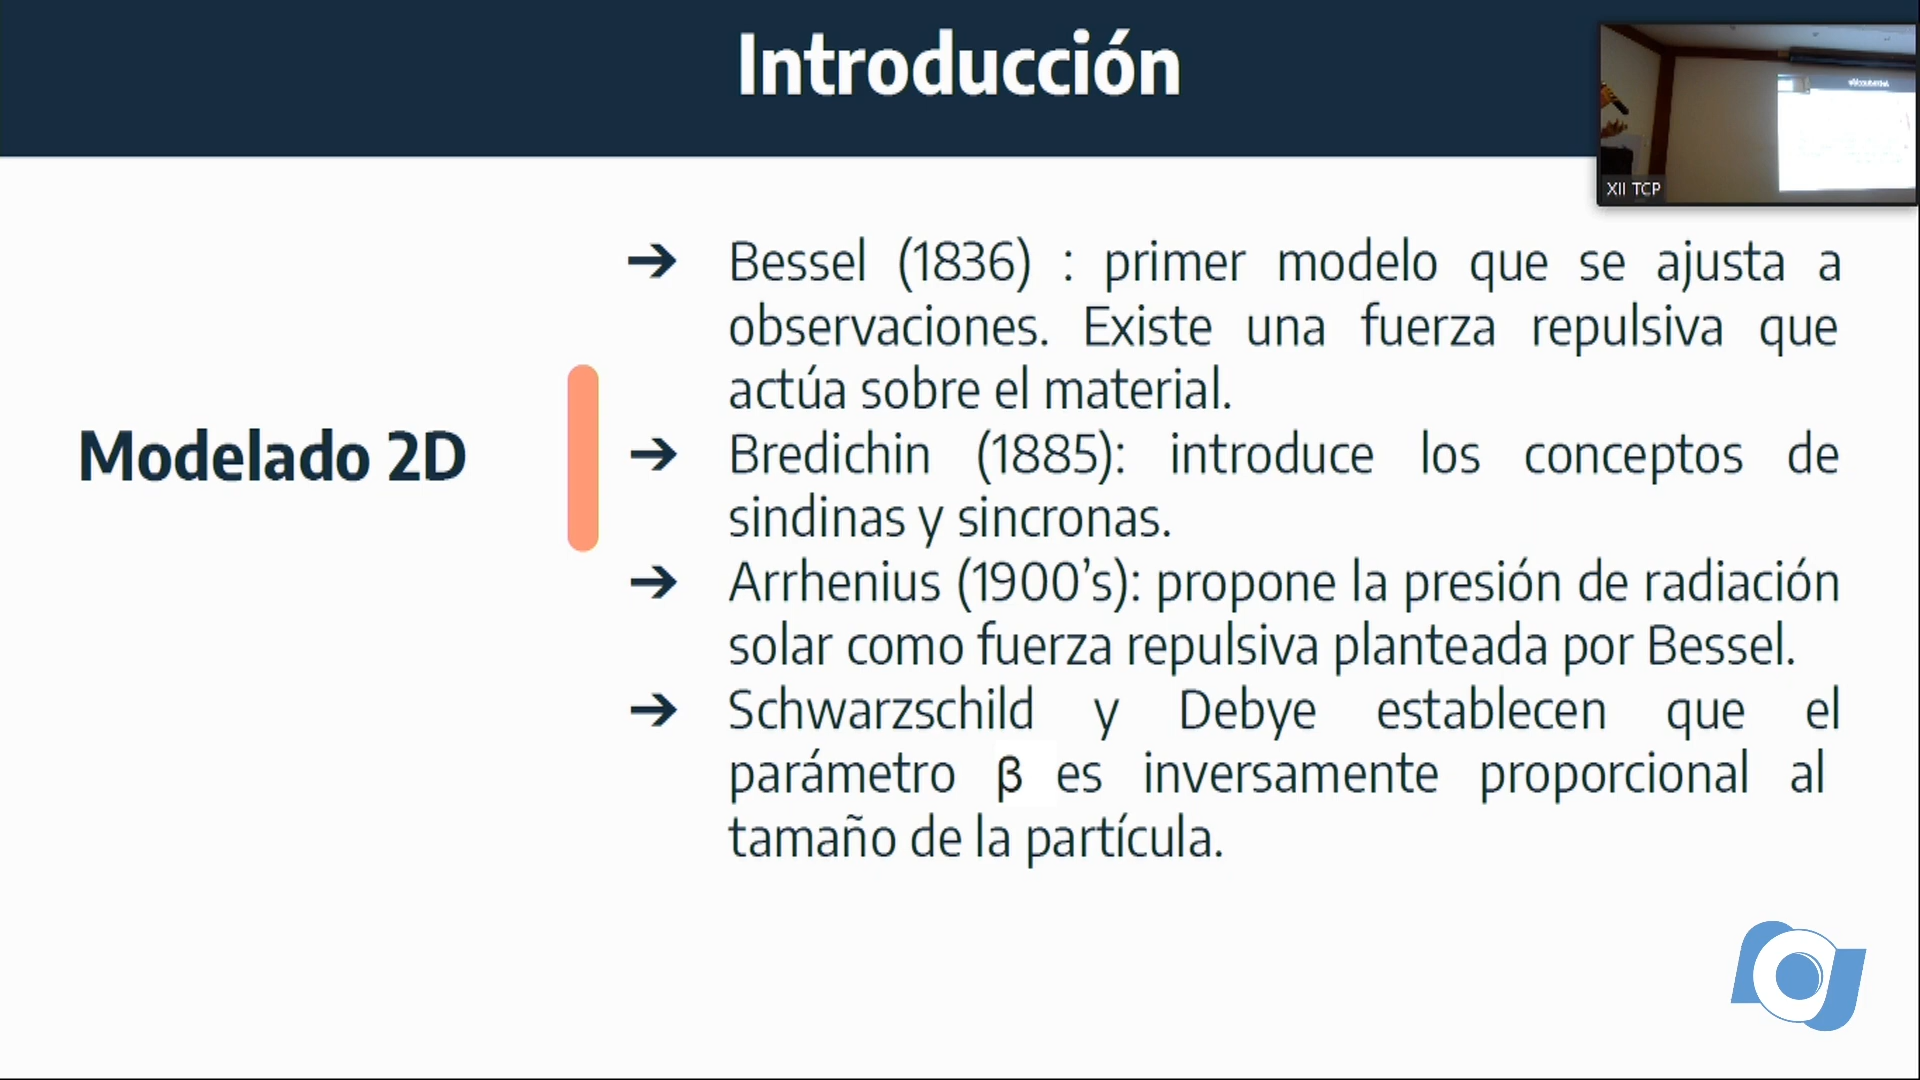 Introducción
XII TCP
Modelado 2D
➔ Bessel (1836) : primer modelo que se ajusta a
observaciones. Existe una fuerza repulsiva que
actúa sobre el material.
➔ Bredichin (1885): introduce los conceptos de
sindinas y sincronas.
➔ Arrhenius (1900’s): propone la presión de radiación
solar como fuerza repulsiva planteada por Bessel.
➔ Schwarzschild y Debye establecen que el
parámetro β es inversamente proporcional al
tamaño de la partícula.